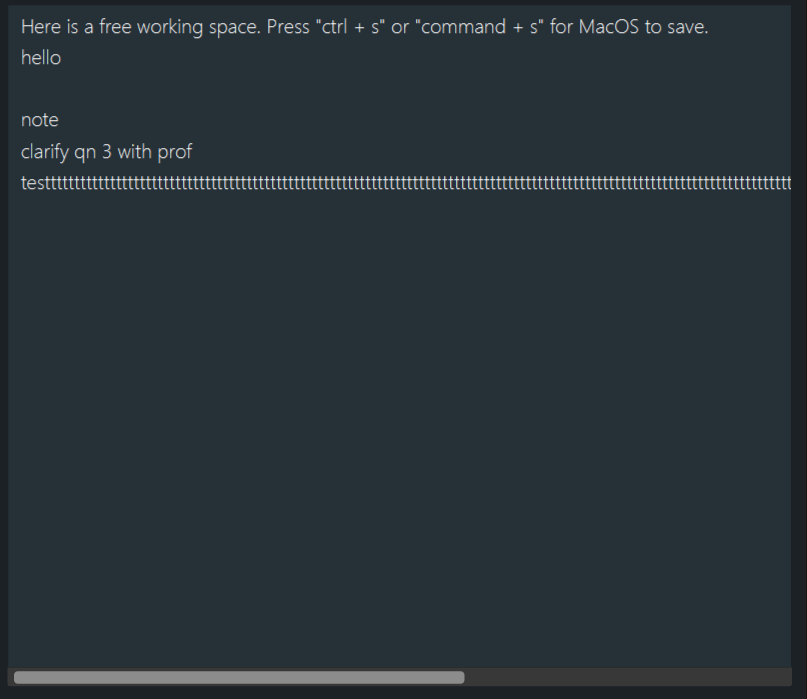 Here is a free working space. Press "ctrl + s" or "command + s" for MacOS to save.
hello
note
clarify qn 3 with prof
testttttttttttttttttttttttttttttttttttttttttttttttttttttttttttttttttttttttttttttttttttttttttttttttttttttttttttttttttttttttttttt